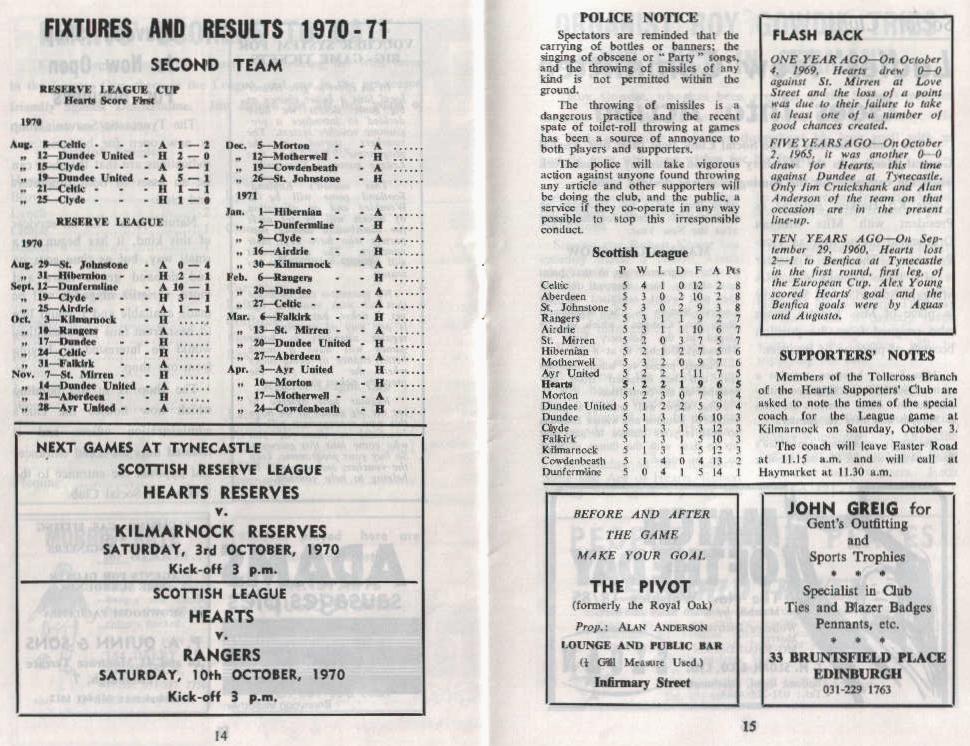 FIXTURES AND RESULTS 1970-71
SECOND TEAM
RESERVE LEAGUE CUP
Hearts Score First
1970
Aug. 8—Celtic - - A 1 — 2
„ 12—Dundee United - H 2 — 0
„ 15—Clyde - - A 2 — 1
„ 19—Dundee United - A 5 — 1
„ 21—Celtic - - H 1 — 1
„ 25—Clyde - - - H 1 — 0
RESERVE LEAGUE
1970
Aug. 29—St. Johnstone - A 0 — 4
„ 31—Hibernian - - H 2 — 1
Sept. 12—Dunfermline - A 10 — 1
„ 19—Clyde - - H 3 — 1
„ 25—Airdrie - - A 1 — 1
Oct. 3—Kilmarnock - H ......
„ 10—Rangers - - A ......
„ 17—Dundee - - H ......
„ 24—Celtic - - - H ......
„ 31—Falkirk - - A ......
Nov. 7—St. Mirren - - H ......
„ 14—Dundee United - A ......
„ 21—Aberdeen - - H ......
„ 28—Ayr United - - A ......
Dec. 5—Morton - - A ......
„ 12—Motherwell - - H ......
„ 19—Cowdenbeath - A ......
„ 26—St. Johnstone - H ......
1971
Jan. 1—Hibernian - - A ......
„ 2—Dunfermline - H ......
„ 9—Clyde - - - A ......
„ 16—Airdrie - - H ......
„ 30—Kilmarnock - A ......
Feb. 6—Rangers - - H ......
„ 20—Dundee - - A ......
„ 27—Celtic - - - A ......
Mar. 6—Falkirk - - H ......
„ 13—St. Mirren - - A ......
„ 20—Dundee United - H ......
„ 27—Aberdeen - - A ......
Apr. 3—Ayr United - H ......
„ 10—Morton - - H ......
„ 17—Motherwell - - A ......
„ 24—Cowdenbeath - H ......
NEXT GAMES AT TYNECASTLE
SCOTTISH RESERVE LEAGUE
HEARTS RESERVES
v.
KILMARNOCK RESERVES
SATURDAY, 3rd OCTOBER, 1970
Kick-off 3 p.m.
SCOTTISH LEAGUE
HEARTS
v.
RANGERS
SATURDAY, 10th OCTOBER, 1970
Kick-off 3 p.m.
14
POLICE NOTICE
Spectators are reminded that the
carrying of bottles or banners; the
singing of obscene or " Party " songs,
and the throwing of missiles of any
kind is not permitted within the
ground.
The throwing of missiles is a
dangerous practice and the recent
spate of toilet-roll throwing at games
has been a source of annoyance to
both players and supporters.
The police will take vigorous
action against anyone found throwing
any article and other supporters will
be doing the club, and the public, a
service if they co-operate in any way
possible to stop this irresponsible
conduct.
Scottish League
P W L D F A Pts
Celtic 5 4 1 0 12 2 8
Aberdeen 5 3 0 2 10 2 8
St. Johnstone 5 3 0 2 9 3 8
Rangers 5 3 1 1 9 2 7
Airdrie 5 3 1 1 10 6 7
St. Mirren 5 2 0 3 7 5 7
Hibernian 5 2 1 2 7 5 6
Motherwell 5 3 2 0 9 7 6
Ayr United 5 2 2 1 11 7 5
Hearts 5 2 2 1 9 6 5
Morton 5 2 3 0 7 8 4
Dundee United 5 1 2 2 5 9 4
Dundee 5 1 3 1 6 10 3
Clyde 5 1 3 1 3 12 3
Falkirk 5 1 3 1 5 10 3
Kilmarnock 5 1 3 1 5 12 3
Cowdenbeath 5 1 4 0 4 13 2
Dunfermline 5 0 4 1 5 14 1
FLASH BACK
ONE YEAR AGO—On October
4, 1969, Hearts drew 0—0
against St. Mirren at Love
Street and the loss of a point
was due to their failure to take
at least one of a number of
good chances created.
FIVE YEARS AGO—On October
2, 1965, it was another 0—0
draw for Hearts, this time
against Dundee at Tynecastle.
Only Jim Cruickshank and Alan
Anderson of the team on that
occasion are in the present
line-up.
TEN YEARS AGO—On Sep-
tember 29, 1960, Hearts lost
2—1 to Benfica at Tynecastle
in the first round, first leg, of
the European Cup. Alex Young
scored Hearts' goal and the
Benfica goals were by Aguas
and Augusto.
SUPPORTERS' NOTES
Members of the Tollcross Branch
of the Hearts Supporters' Club are
asked to note the times of the special
coach for the League game at
Kilmarnock on Saturday, October 3.
The coach will leave Easter Road
at 11.15 a.m. and will call at
Haymarket at 11.30 a.m.
BEFORE AND AFTER
THE GAME
MAKE YOUR GOAL
THE PIVOT
(formerly the Royal Oak)
Prop.: ALAN ANDERSON
LOUNGE AND PUBLIC BAR
(¼ Gill Measure Used.)
Infirmary Street
JOHN GREIG for
Gent's Outfitting
and
Sports Trophies
* * *
Specialist in Club
Ties and Blazer Badges
Pennants, etc.
* * *
33 BRUNTSFIELD PLACE
EDINBURGH
031-229 1763
15